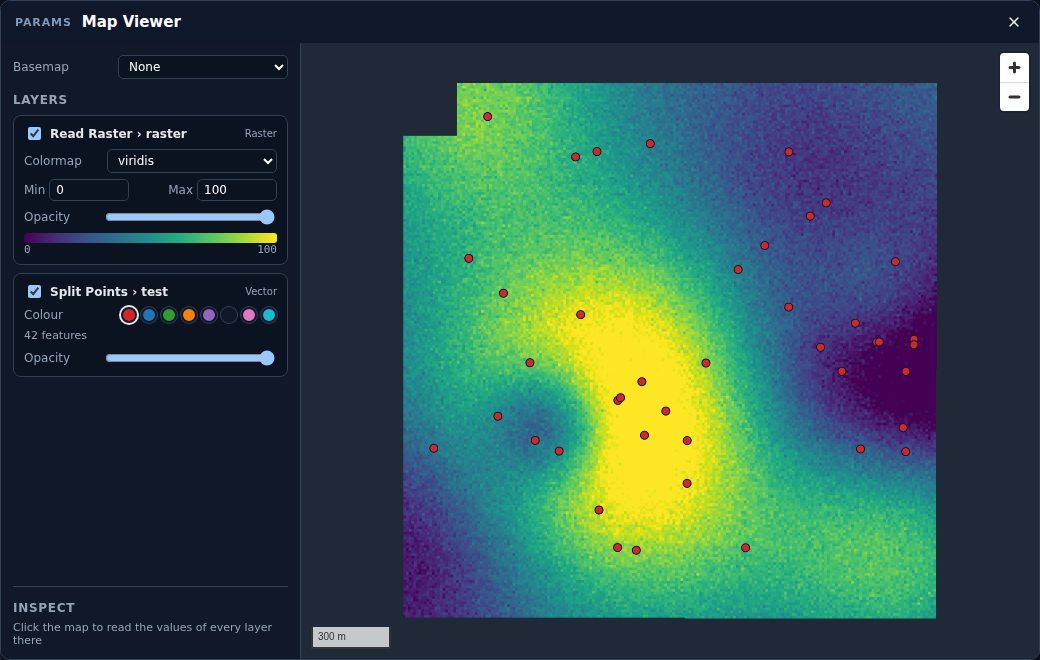 PARAMS Map Viewer ×
Basemap None
LAYERS
Read Raster › raster Raster
Colormap viridis
Min 0 Max 100
Opacity
0 100
Split Points › test Vector
Colour
42 features
Opacity
INSPECT
Click the map to read the values of every layer
there
+
−
300 m